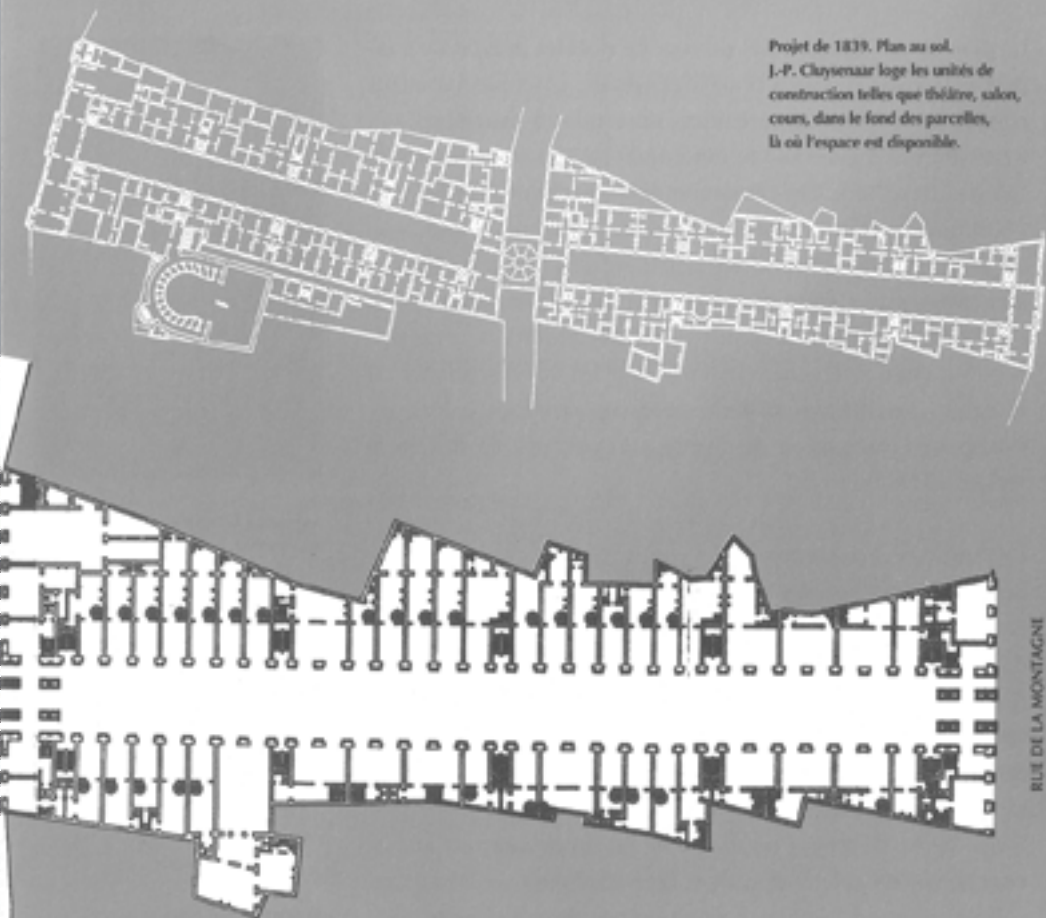 Projet de 1839. Plan au sol.
J.-P. Cluysenaar loge les unités de
construction telles que théâtre, salon,
cours, dans le fond des parcelles,
là où l'espace est disponible.
RUE DE LA MONTAGNE